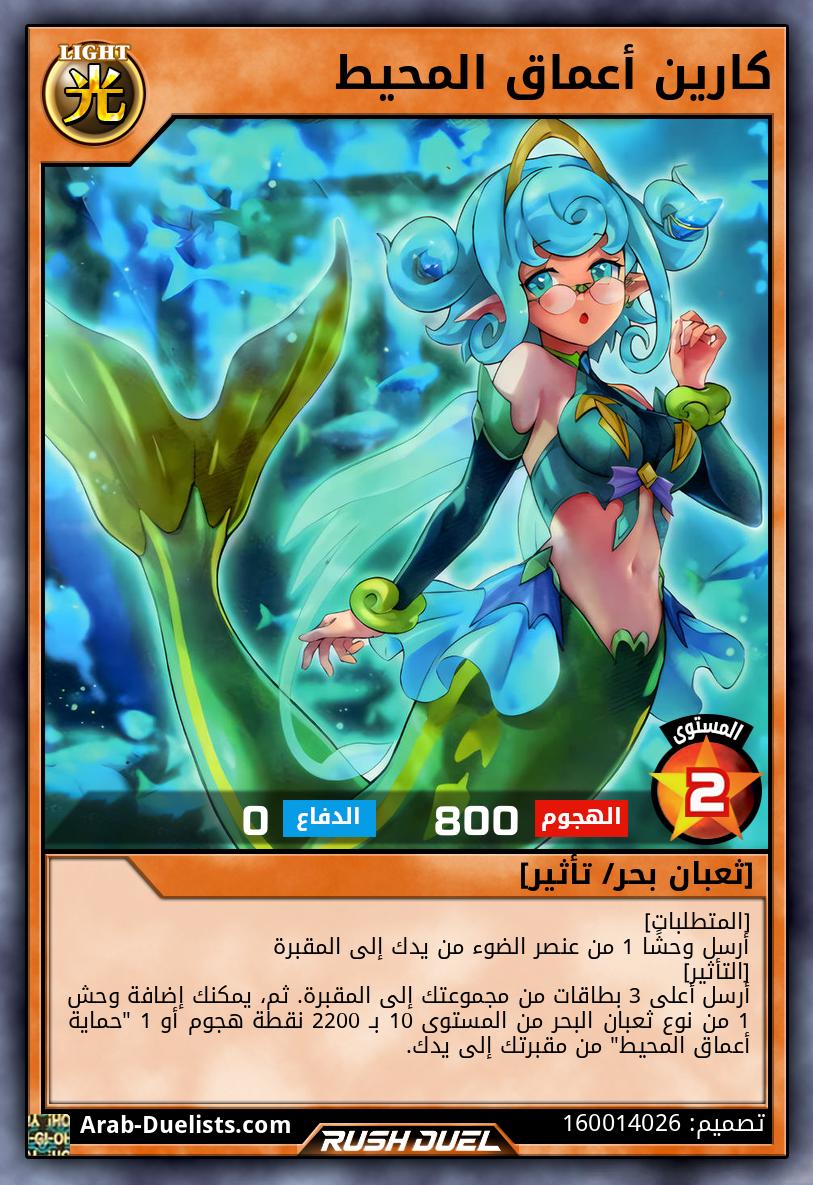 كارين أعماق المحيط
LIGHT
光
المستوى
2
الهجوم 800 الدفاع 0
[ثعبان بحر/ تأثير]
[المتطلبات]
أرسل وحشًا 1 من عنصر الضوء من يدك إلى المقبرة
[التأثير]
أرسل أعلى 3 بطاقات من مجموعتك إلى المقبرة. ثم، يمكنك إضافة وحش
1 من نوع ثعبان البحر من المستوى 10 بـ 2200 نقطة هجوم أو 1 "حماية
أعماق المحيط" من مقبرتك إلى يدك.
تصميم: 160014026
Arab-Duelists.com
RUSH DUEL